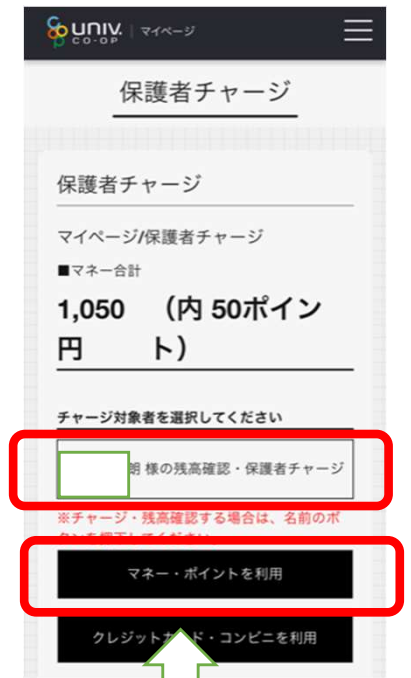 UNIV. CO-OP | マイページ
保護者チャージ
保護者チャージ
マイページ/保護者チャージ
■マネー合計
1,050円 （内 50ポイント）
チャージ対象者を選択してください
朗 様の残高確認・保護者チャージ
※チャージ・残高確認する場合は、名前のボ
マネー・ポイントを利用
クレジット ド・コンビニを利用